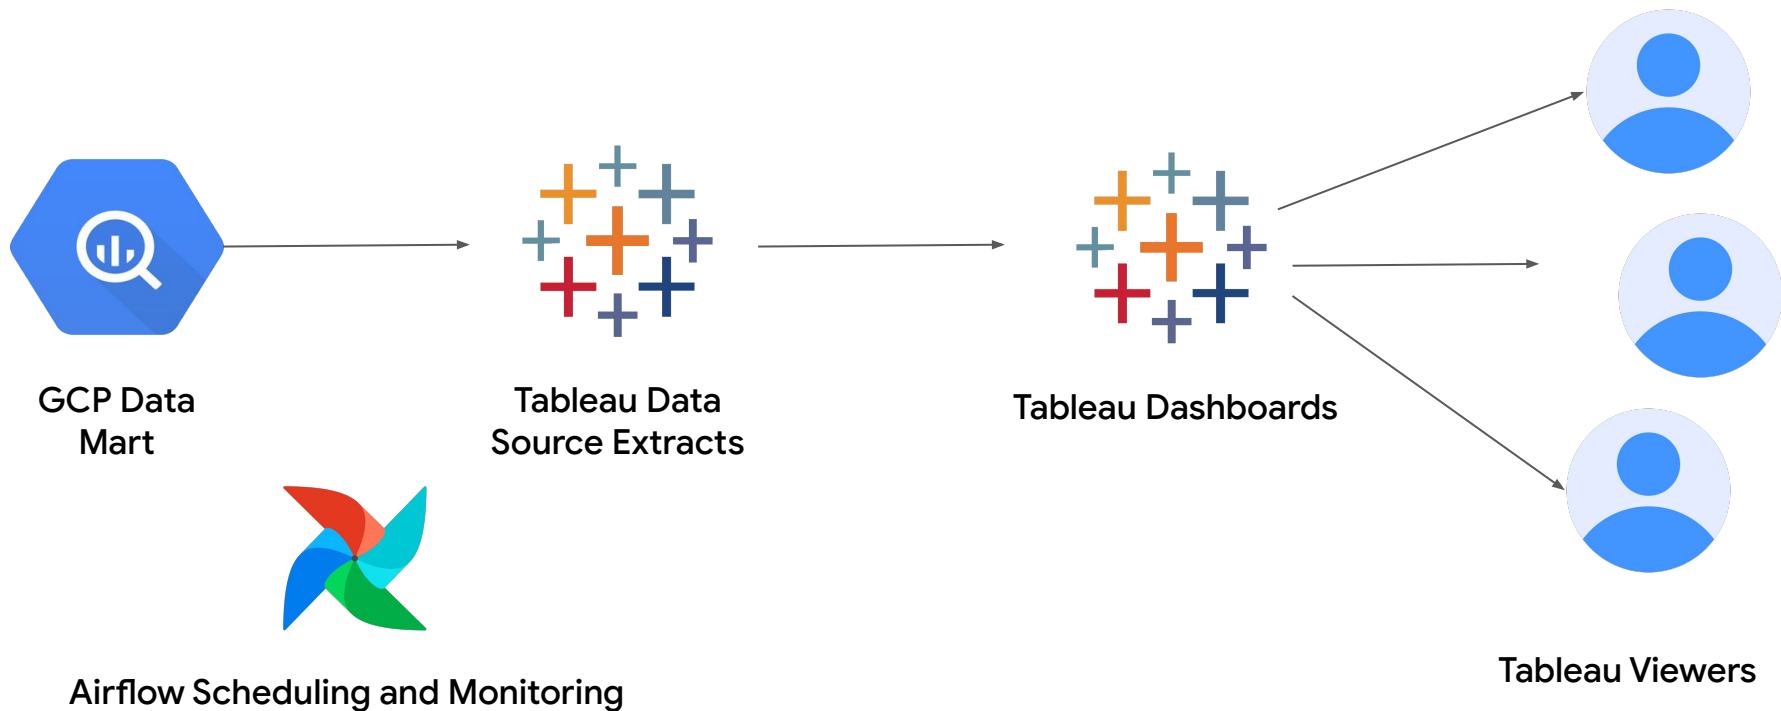 GCP Data
Mart
Tableau Data
Source Extracts
Tableau Dashboards
Airflow Scheduling and Monitoring
Tableau Viewers